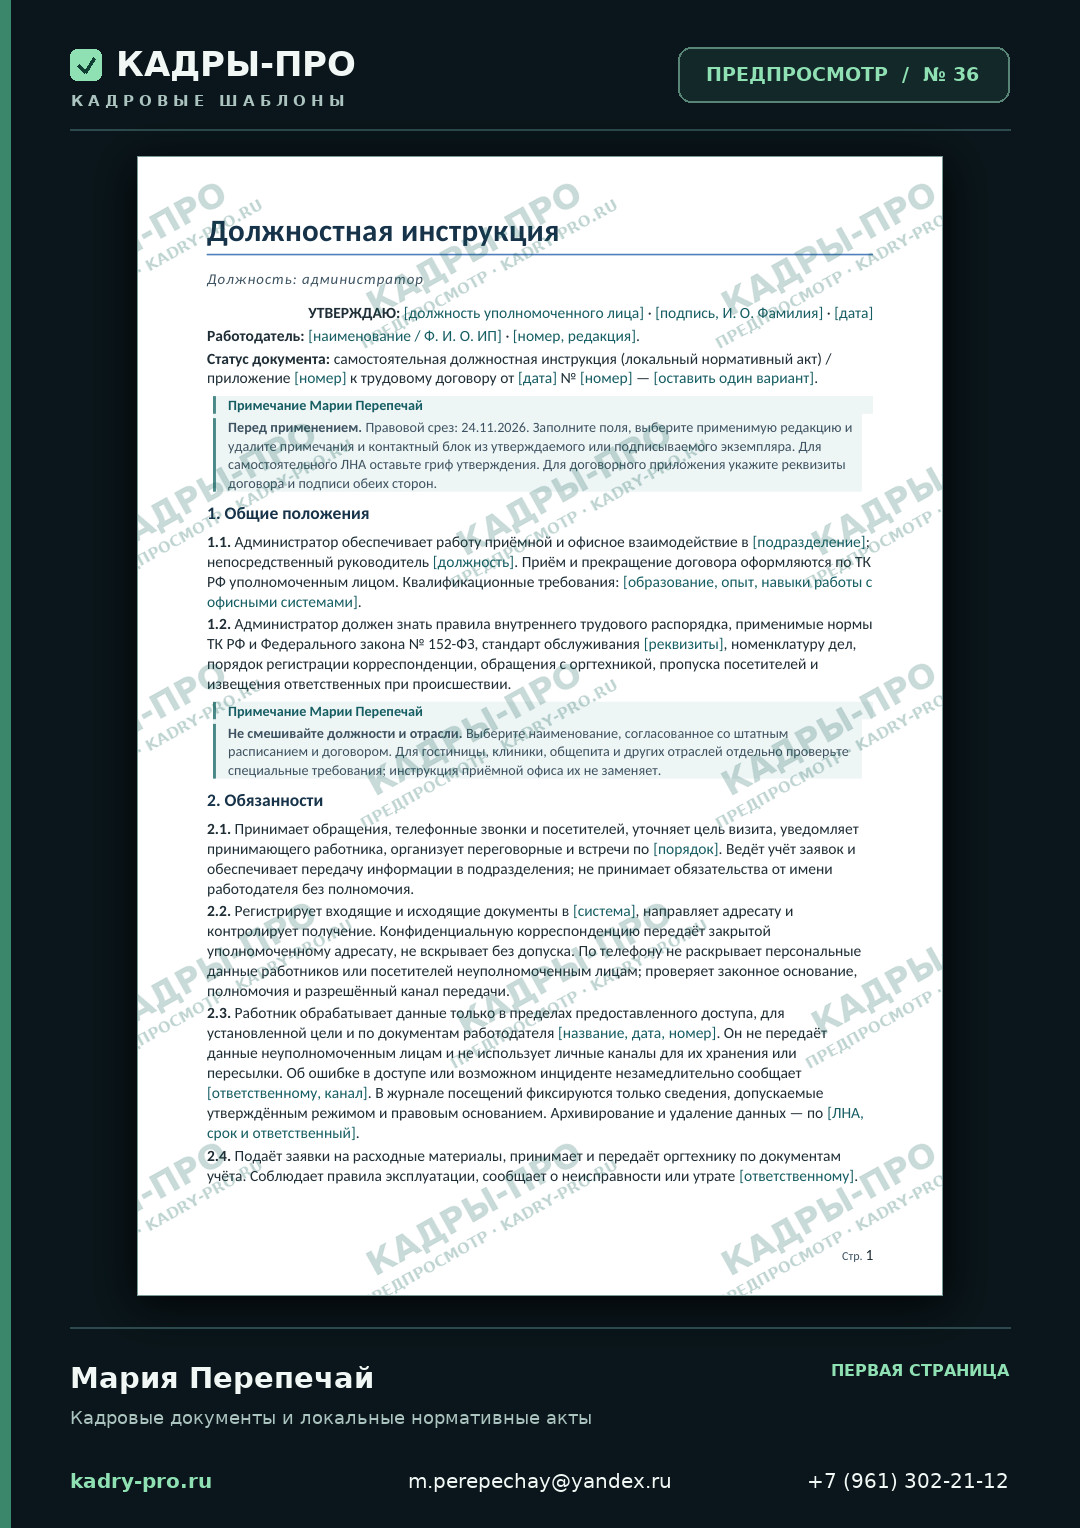 КАДРЫ-ПРО
КАДРОВЫЕ ШАБЛОНЫ
ПРЕДПРОСМОТР / № 36
Должностная инструкция
Должность: администратор
УТВЕРЖДАЮ: [должность уполномоченного лица] · [подпись, И. О. Фамилия] · [дата]
Работодатель: [наименование / Ф. И. О. ИП] · [номер, редакция].
Статус документа: самостоятельная должностная инструкция (локальный нормативный акт) /
приложение [номер] к трудовому договору от [дата] № [номер] — [оставить один вариант].
Примечание Марии Перепечай
Перед применением. Правовой срез: 24.11.2026. Заполните поля, выберите применимую редакцию и
удалите примечания и контактный блок из утверждаемого или подписываемого экземпляра. Для
самостоятельного ЛНА оставьте гриф утверждения. Для договорного приложения укажите реквизиты
договора и подписи обеих сторон.
1. Общие положения
1.1. Администратор обеспечивает работу приёмной и офисное взаимодействие в [подразделение];
непосредственный руководитель [должность]. Приём и прекращение договора оформляются по ТК
РФ уполномоченным лицом. Квалификационные требования: [образование, опыт, навыки работы с
офисными системами].
1.2. Администратор должен знать правила внутреннего трудового распорядка, применимые нормы
ТК РФ и Федерального закона № 152-ФЗ, стандарт обслуживания [реквизиты], номенклатуру дел,
порядок регистрации корреспонденции, обращения с оргтехникой, пропуска посетителей и
извещения ответственных при происшествии.
Примечание Марии Перепечай
Не смешивайте должности и отрасли. Выберите наименование, согласованное со штатным
расписанием и договором. Для гостиницы, клиники, общепита и других отраслей отдельно проверьте
специальные требования; инструкция приёмной офиса их не заменяет.
2. Обязанности
2.1. Принимает обращения, телефонные звонки и посетителей, уточняет цель визита, уведомляет
принимающего работника, организует переговорные и встречи по [порядок]. Ведёт учёт заявок и
обеспечивает передачу информации в подразделения; не принимает обязательства от имени
работодателя без полномочия.
2.2. Регистрирует входящие и исходящие документы в [система], направляет адресату и
контролирует получение. Конфиденциальную корреспонденцию передаёт закрытой
уполномоченному адресату, не вскрывает без допуска. По телефону не раскрывает персональные
данные работников или посетителей неуполномоченным лицам; проверяет законное основание,
полномочия и разрешённый канал передачи.
2.3. Работник обрабатывает данные только в пределах предоставленного доступа, для
установленной цели и по документам работодателя [название, дата, номер]. Он не передаёт
данные неуполномоченным лицам и не использует личные каналы для их хранения или
пересылки. Об ошибке в доступе или возможном инциденте незамедлительно сообщает
[ответственному, канал]. В журнале посещений фиксируются только сведения, допускаемые
утверждённым режимом и правовым основанием. Архивирование и удаление данных — по [ЛНА,
срок и ответственный].
2.4. Подаёт заявки на расходные материалы, принимает и передаёт оргтехнику по документам
учёта. Соблюдает правила эксплуатации, сообщает о неисправности или утрате [ответственному].
Стр. 1
Мария Перепечай
ПЕРВАЯ СТРАНИЦА
Кадровые документы и локальные нормативные акты
kadry-pro.ru
m.perepechay@yandex.ru
+7 (961) 302-21-12